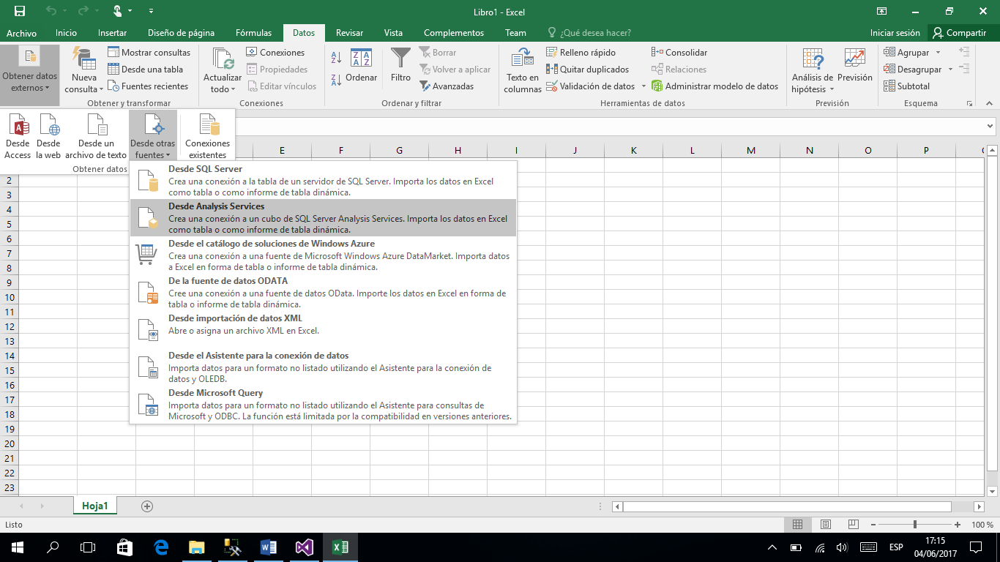 Libro1 - Excel
Archivo Inicio Insertar Diseño de página Fórmulas Datos Revisar Vista Complementos Team ¿Qué desea hacer? Iniciar sesión Compartir
Obtener datos externos
Nueva consulta
Mostrar consultas
Desde una tabla
Fuentes recientes
Obtener y transformar
Actualizar todo
Conexiones
Propiedades
Editar vínculos
Conexiones
A Z
Z A
Z A A Z
Ordenar
Filtro
Borrar
Volver a aplicar
Avanzadas
Ordenar y filtrar
Texto en columnas
Relleno rápido
Quitar duplicados
Validación de datos
Consolidar
Relaciones
Administrar modelo de datos
Herramientas de datos
Análisis de hipótesis
Previsión
Previsión
Agrupar
Desagrupar
Subtotal
Esquema
Desde Access
Desde la web
Desde un archivo de texto
Desde otras fuentes
Conexiones existentes
Obtener datos
E F G H I J K L M N O P
Desde SQL Server
Crea una conexión a la tabla de un servidor de SQL Server. Importa los datos en Excel
como tabla o como informe de tabla dinámica.
Desde Analysis Services
Crea una conexión a un cubo de SQL Server Analysis Services. Importa los datos en Excel
como tabla o como informe de tabla dinámica.
Desde el catálogo de soluciones de Windows Azure
Crea una conexión a una fuente de Microsoft Windows Azure DataMarket. Importa datos
a Excel en forma de tabla o informe de tabla dinámica.
De la fuente de datos ODATA
Cree una conexión a una fuente de datos OData. Importe los datos en Excel en forma de
tabla o informe de tabla dinámica.
Desde importación de datos XML
Abre o asigna un archivo XML en Excel.
Desde el Asistente para la conexión de datos
Importa datos para un formato no listado utilizando el Asistente para la conexión de
datos y OLEDB.
Desde Microsoft Query
Importa datos para un formato no listado utilizando el Asistente para consultas de
Microsoft y ODBC. La función está limitada por la compatibilidad en versiones anteriores.
2
3
4
5
6
7
8
9
10
11
12
13
14
15
16
17
18
19
20
21
22
23
Hoja1
Listo
100 %
ESP
17:15
04/06/2017